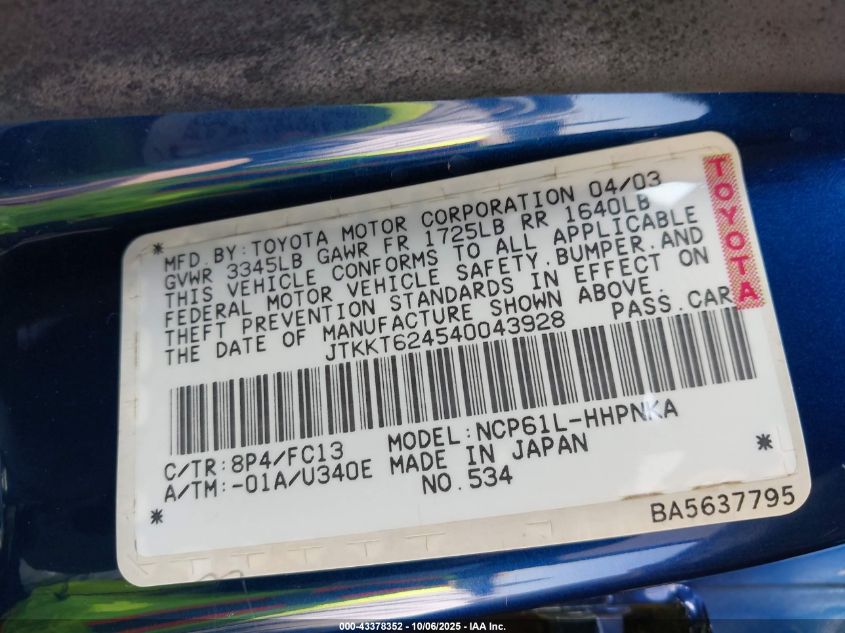 MFD.BY:TOYOTA MOTOR CORPORATION 04/03
GVWR 3345LB GAWR FR 1725LB RR 1640LB
THIS VEHICLE CONFORMS TO ALL APPLICABLE
FEDERAL MOTOR VEHICLE SAFETY,BUMPER,AND
THEFT PREVENTION STANDARDS IN EFFECT ON
THE DATE OF MANUFACTURE SHOWN ABOVE.
JTKKT624540043928 PASS.CAR
TOYOTA
C/TR:8P4/FC13 MODEL:NCP61L-HHPNKA
A/TM:-01A/U340E MADE IN JAPAN
NO.534
BA5637795
000-43378352 | 10/06/2025 | IAA Inc.